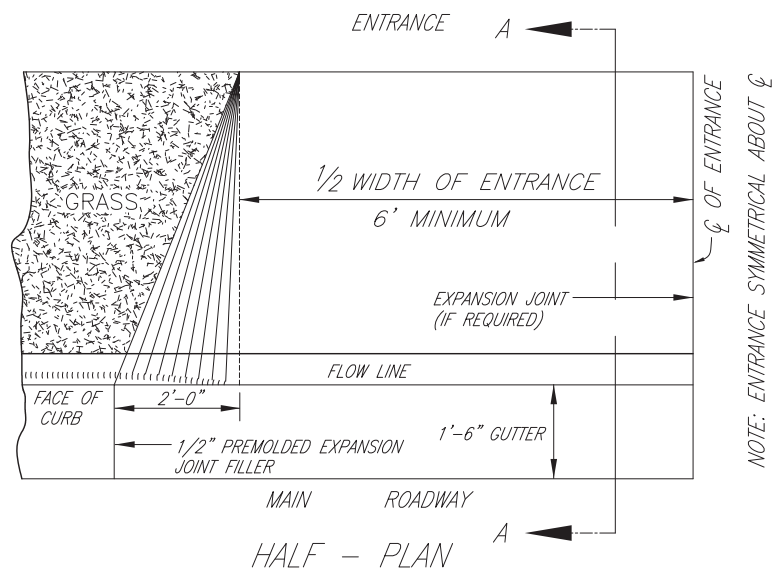 ENTRANCE
A
GRASS
1/2 WIDTH OF ENTRANCE
6' MINIMUM
℄ OF ENTRANCE
NOTE: ENTRANCE SYMMETRICAL ABOUT ℄
EXPANSION JOINT
(IF REQUIRED)
FLOW LINE
FACE OF
CURB
2'-0"
1/2" PREMOLDED EXPANSION
JOINT FILLER
1'-6" GUTTER
MAIN ROADWAY
A
HALF - PLAN